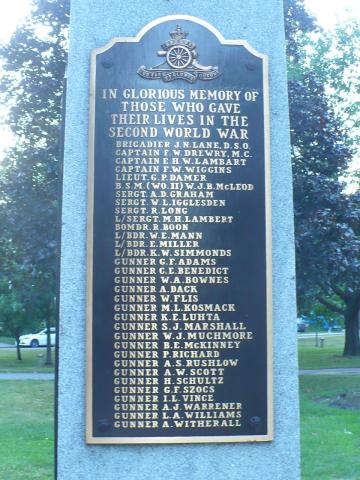 IN GLORIOUS MEMORY OF
THOSE WHO GAVE
THEIR LIVES IN THE
SECOND WORLD WAR
BRIGADIER J.N. LANE, D.S.O.
CAPTAIN F.W. DREWRY, M.C.
CAPTAIN E.H.W. LAMBART
CAPTAIN F.W. WIGGINS
LIEUT. G.P. DAMER
B.S.M. (WO. II) W.J.B. McLEOD
SERGT. A.D. GRAHAM
SERGT. W.L. IGGLESDEN
SERGT. R. LONG
L/SERGT. M.H. LAMBERT
BOMDR. R. BOON
L/BDR. W.E. MANN
L/BDR. E. MILLER
L/BDR. K.W. SIMMONDS
GUNNER G.F. ADAMS
GUNNER G.E. BENEDICT
GUNNER W.A. BOWNES
GUNNER A. DACK
GUNNER W. FLIS
GUNNER M.L. KOSMACK
GUNNER K.E. LUHTA
GUNNER S.J. MARSHALL
GUNNER W.J. MUCHMORE
GUNNER B.E. McKINNEY
GUNNER P. RICHARD
GUNNER A.S. RUSHLOW
GUNNER A.W. SCOTT
GUNNER H. SCHULTZ
GUNNER G.F. SZOCS
GUNNER I.L. VINCE
GUNNER A.J. WARRENER
GUNNER L.A. WILLIAMS
GUNNER A. WITHERALL